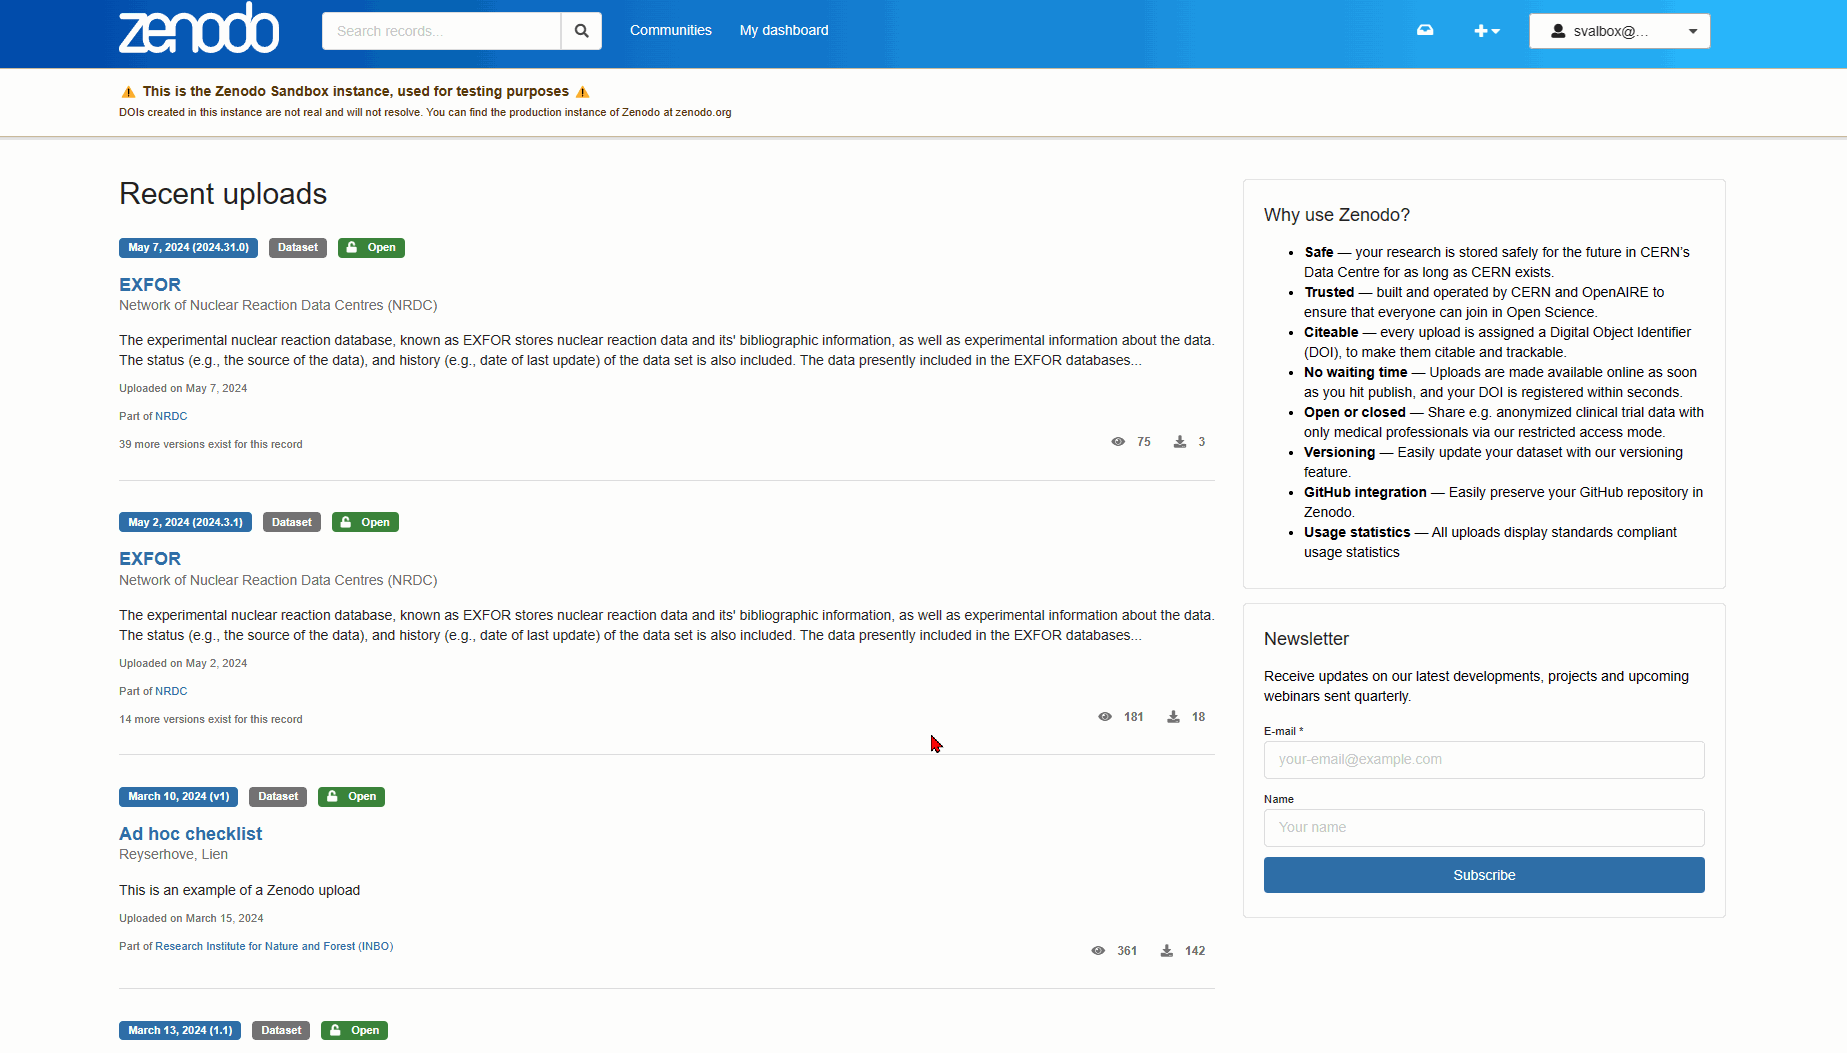 zenodo
Search records...
Communities
My dashboard
svalbox@...
This is the Zenodo Sandbox instance, used for testing purposes
DOIs created in this instance are not real and will not resolve. You can find the production instance of Zenodo at zenodo.org
Recent uploads
May 7, 2024 (2024.31.0) Dataset Open
EXFOR
Network of Nuclear Reaction Data Centres (NRDC)
The experimental nuclear reaction database, known as EXFOR stores nuclear reaction data and its' bibliographic information, as well as experimental information about the data.
The status (e.g., the source of the data), and history (e.g., date of last update) of the data set is also included. The data presently included in the EXFOR databases...
Uploaded on May 7, 2024
Part of NRDC
39 more versions exist for this record
75 3
May 2, 2024 (2024.3.1) Dataset Open
EXFOR
Network of Nuclear Reaction Data Centres (NRDC)
The experimental nuclear reaction database, known as EXFOR stores nuclear reaction data and its' bibliographic information, as well as experimental information about the data.
The status (e.g., the source of the data), and history (e.g., date of last update) of the data set is also included. The data presently included in the EXFOR databases...
Uploaded on May 2, 2024
Part of NRDC
14 more versions exist for this record
181 18
March 10, 2024 (v1) Dataset Open
Ad hoc checklist
Reyserhove, Lien
This is an example of a Zenodo upload
Uploaded on March 15, 2024
Part of Research Institute for Nature and Forest (INBO)
361 142
March 13, 2024 (1.1) Dataset Open
Why use Zenodo?
• Safe — your research is stored safely for the future in CERN's
Data Centre for as long as CERN exists.
• Trusted — built and operated by CERN and OpenAIRE to
ensure that everyone can join in Open Science.
• Citeable — every upload is assigned a Digital Object Identifier
(DOI), to make them citable and trackable.
• No waiting time — Uploads are made available online as soon
as you hit publish, and your DOI is registered within seconds.
• Open or closed — Share e.g. anonymized clinical trial data with
only medical professionals via our restricted access mode.
• Versioning — Easily update your dataset with our versioning
feature.
• GitHub integration — Easily preserve your GitHub repository in
Zenodo.
• Usage statistics — All uploads display standards compliant
usage statistics
Newsletter
Receive updates on our latest developments, projects and upcoming
webinars sent quarterly.
E-mail *
your-email@example.com
Name
Your name
Subscribe